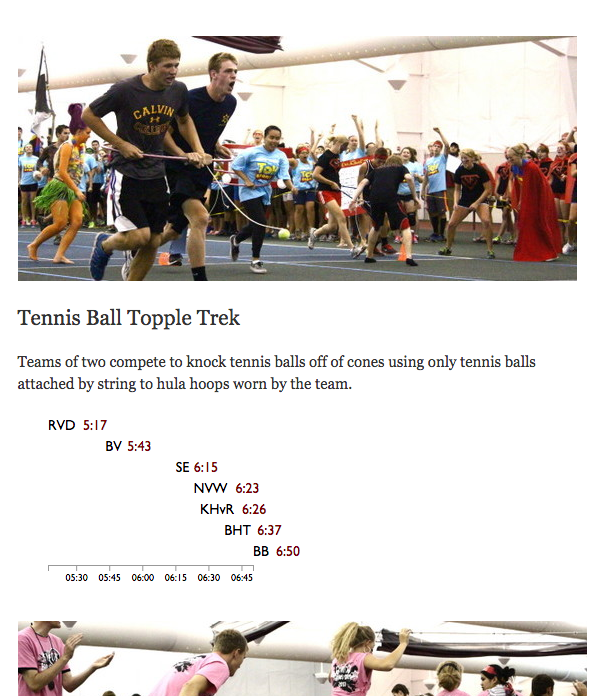 CALVIN
COLLEGE
Tennis Ball Topple Trek
Teams of two compete to knock tennis balls off of cones using only tennis balls
attached by string to hula hoops worn by the team.
RVD 5:17
BV 5:43
SE 6:15
NVW 6:23
KHvR 6:26
BHT 6:37
BB 6:50
05:30 05:45 06:00 06:15 06:30 06:45